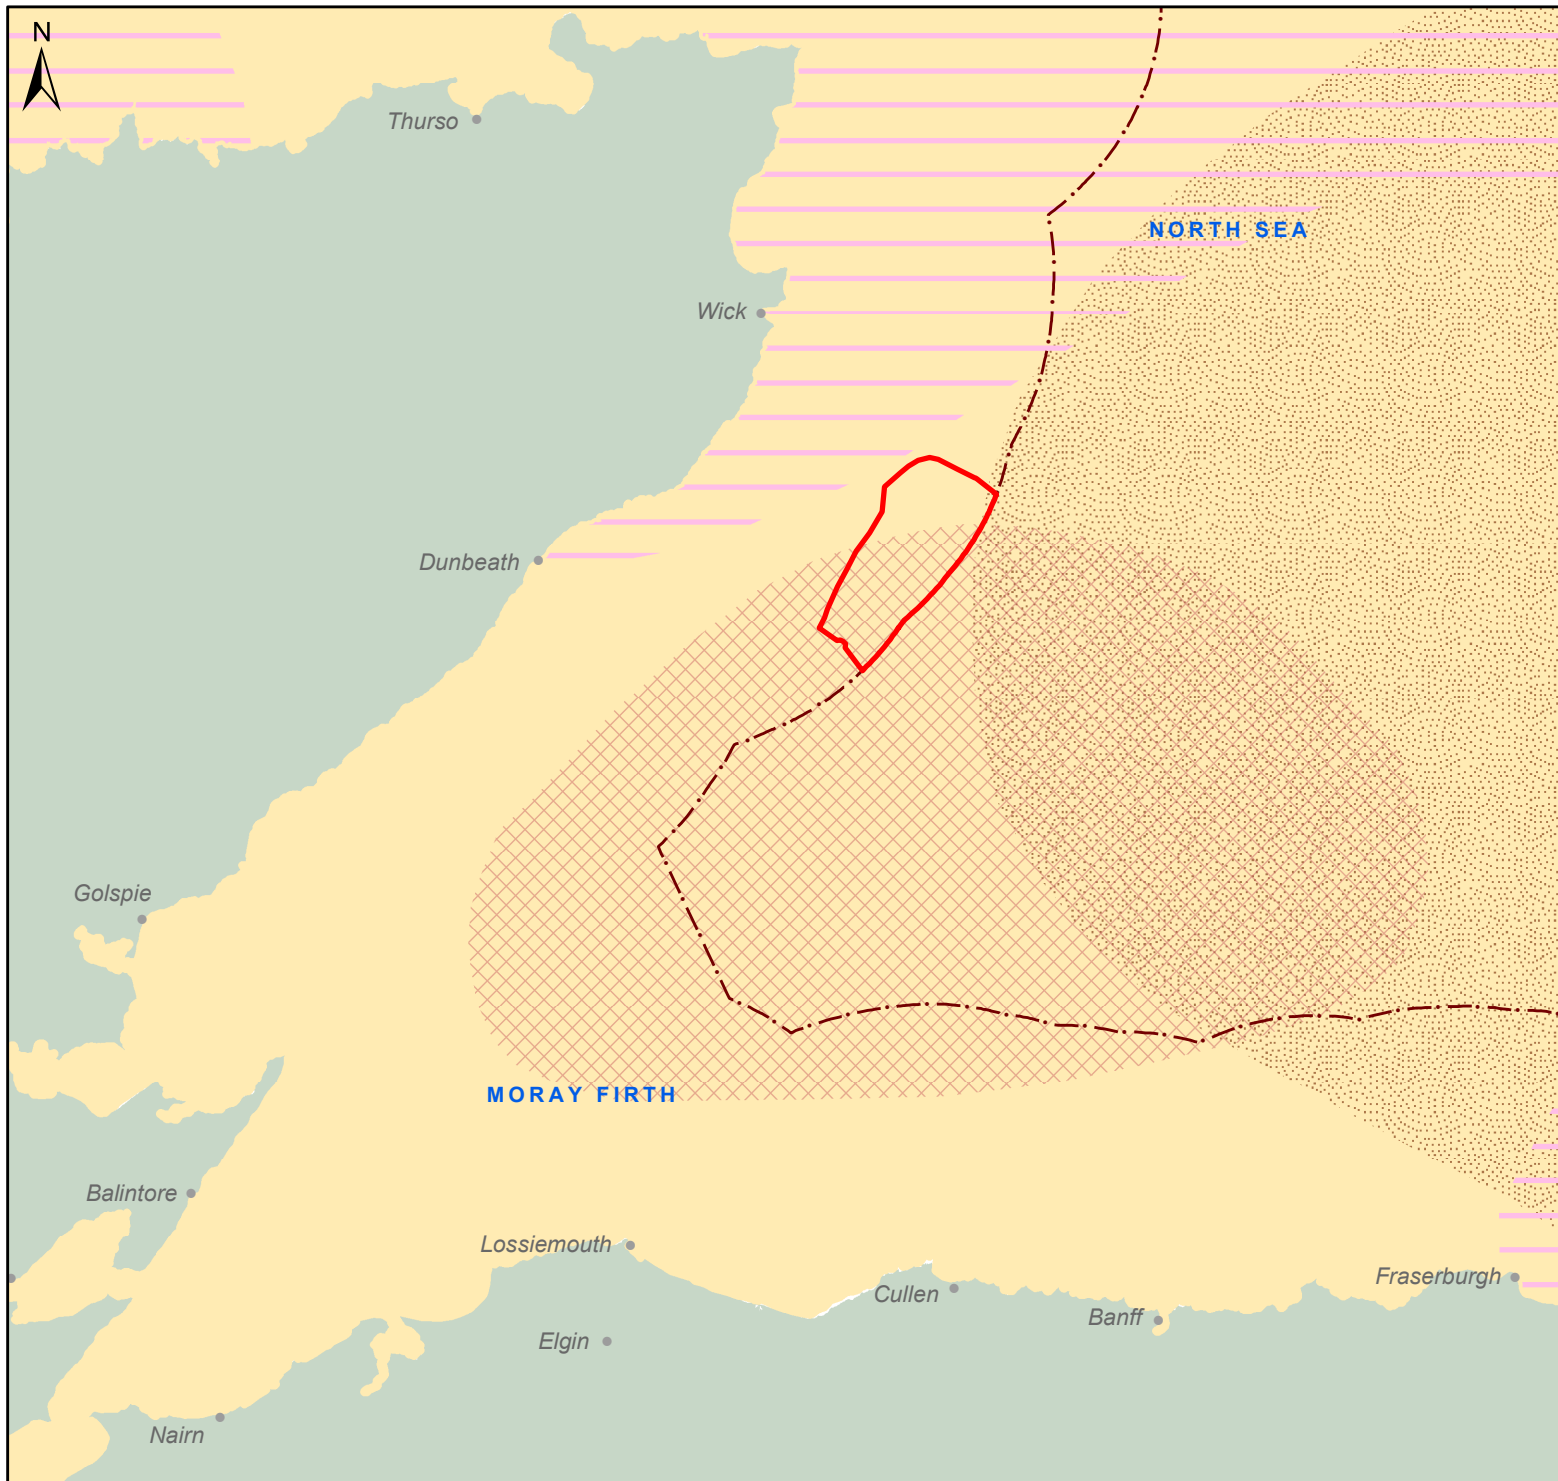 N
Thurso
NORTH SEA
Wick
Dunbeath
Golspie
MORAY FIRTH
Balintore
Lossiemouth
Fraserburgh
Cullen
Banff
Elgin
Nairn